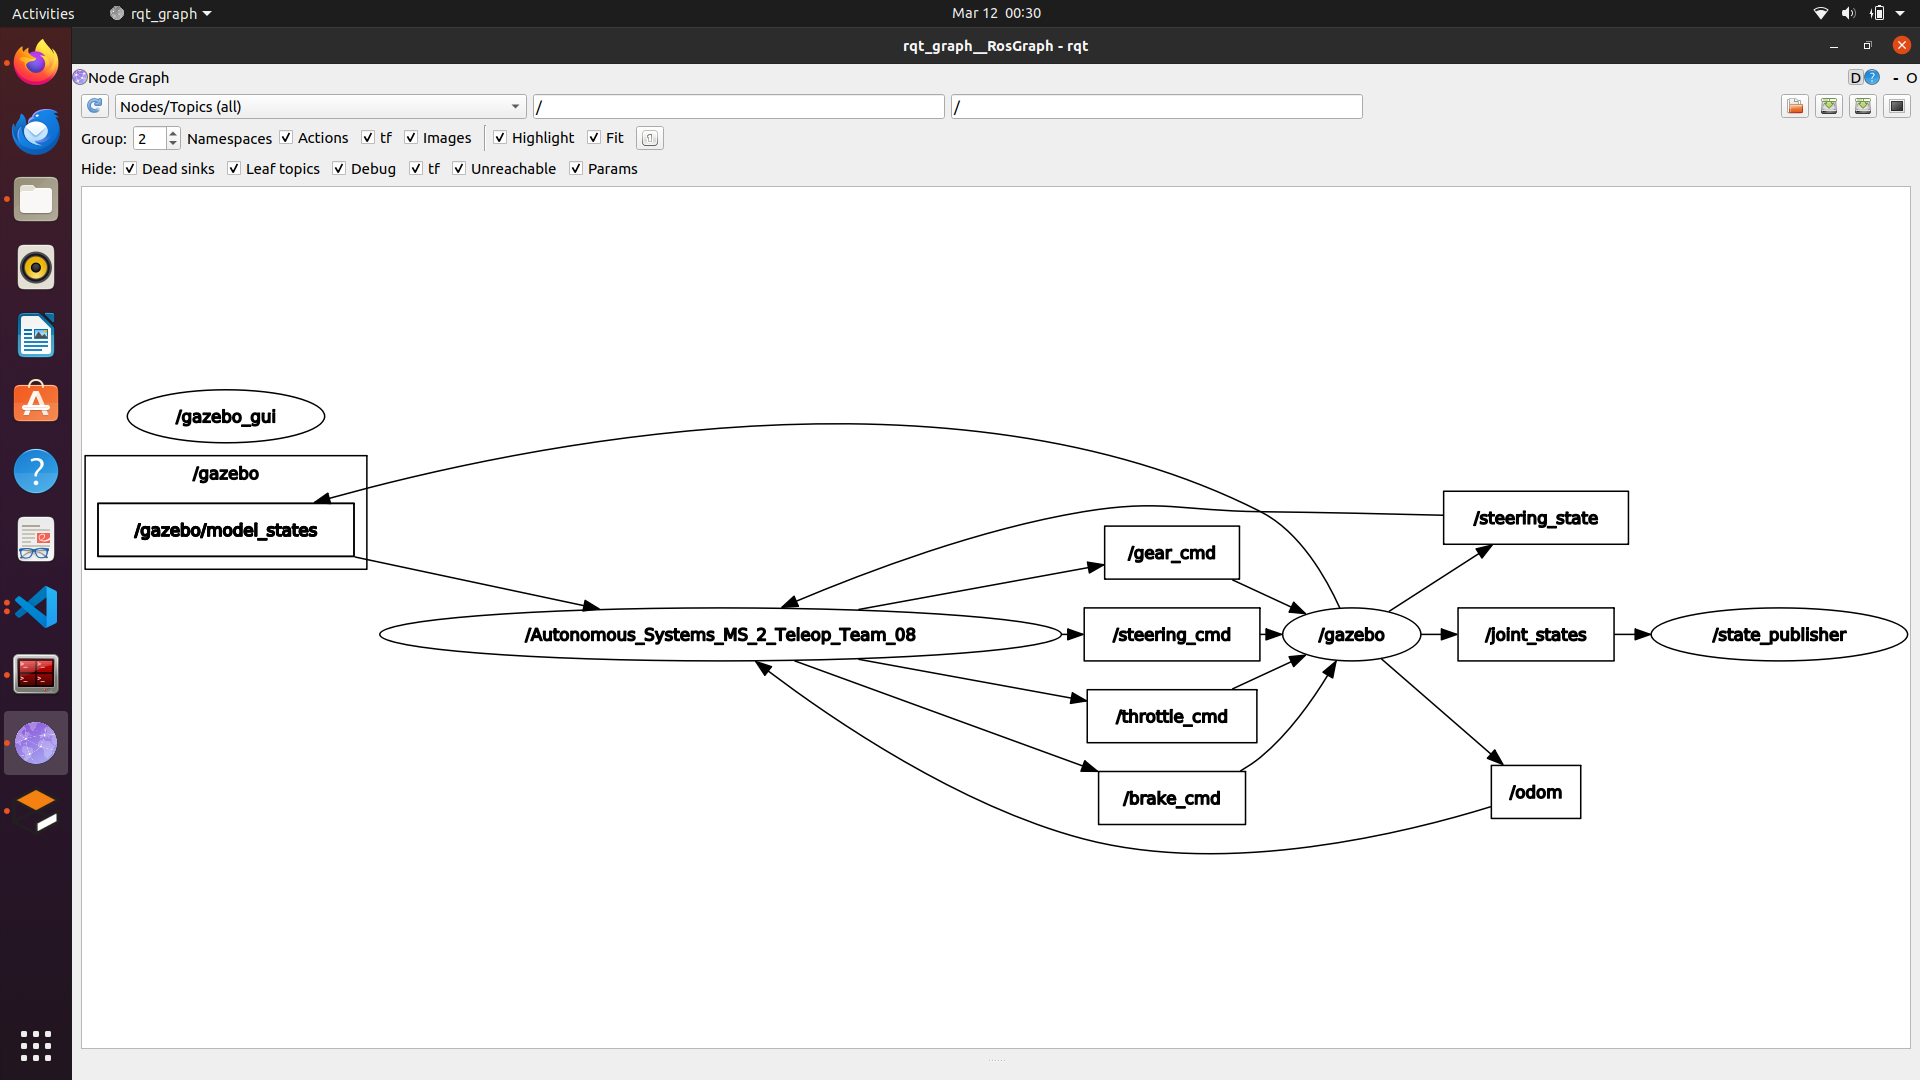 Activities rqt_graph Mar 12 00:30
rqt_graph__RosGraph - rqt
Node Graph D ? - O
Nodes/Topics (all) / /
Group: 2 Namespaces Actions tf Images Highlight Fit
Hide: Dead sinks Leaf topics Debug tf Unreachable Params
/gazebo_gui
/gazebo
/gazebo/model_states
/Autonomous_Systems_MS_2_Teleop_Team_08
/gear_cmd
/steering_cmd
/throttle_cmd
/brake_cmd
/gazebo
/steering_state
/joint_states
/odom
/state_publisher